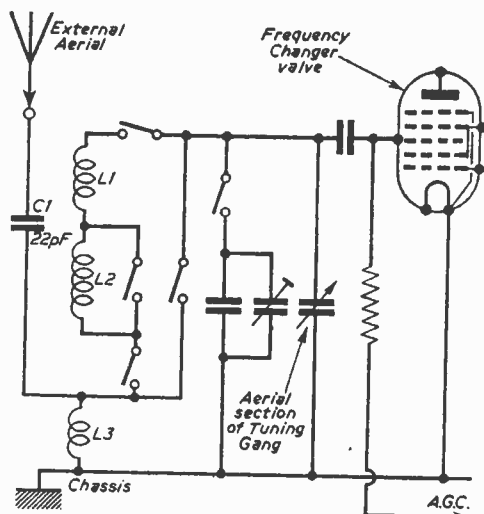 External
Aerial
Frequency
Changer
valve
L1
C1
22pF
L2
L3
Aerial
section
of Tuning
Gang
Chassis
A.G.C.